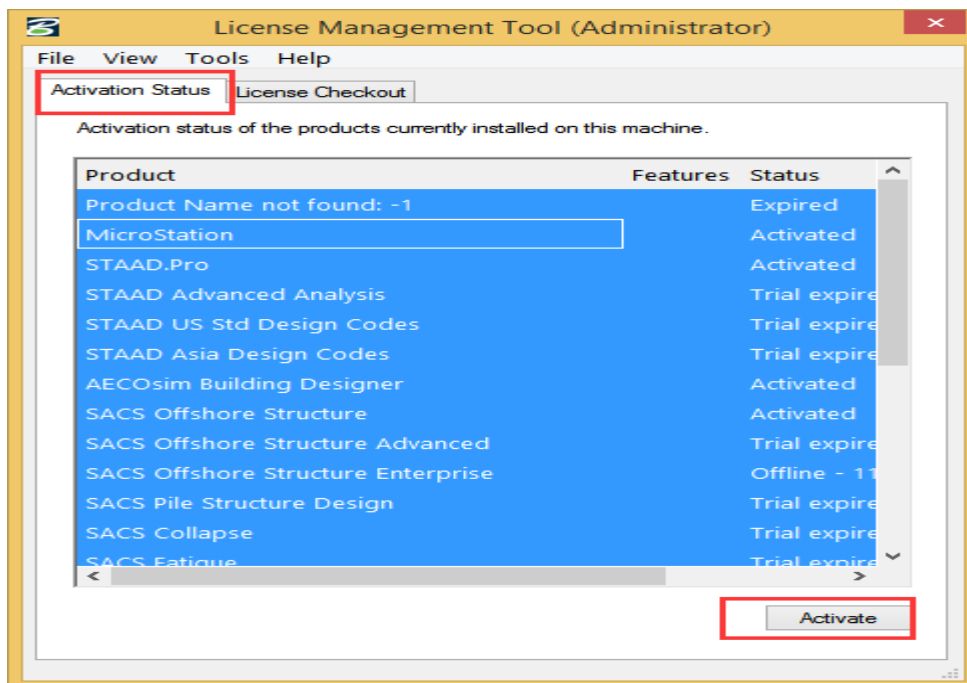 License Management Tool (Administrator)
File View Tools Help
Activation Status License Checkout
Activation status of the products currently installed on this machine.
Product Features Status
Product Name not found: -1 Expired
MicroStation Activated
STAAD.Pro Activated
STAAD Advanced Analysis Trial expire
STAAD US Std Design Codes Trial expire
STAAD Asia Design Codes Trial expire
AECOsim Building Designer Activated
SACS Offshore Structure Activated
SACS Offshore Structure Advanced Trial expire
SACS Offshore Structure Enterprise Offline - 11
SACS Pile Structure Design Trial expire
SACS Collapse Trial expire
SACS Fatigue Trial expire
Activate